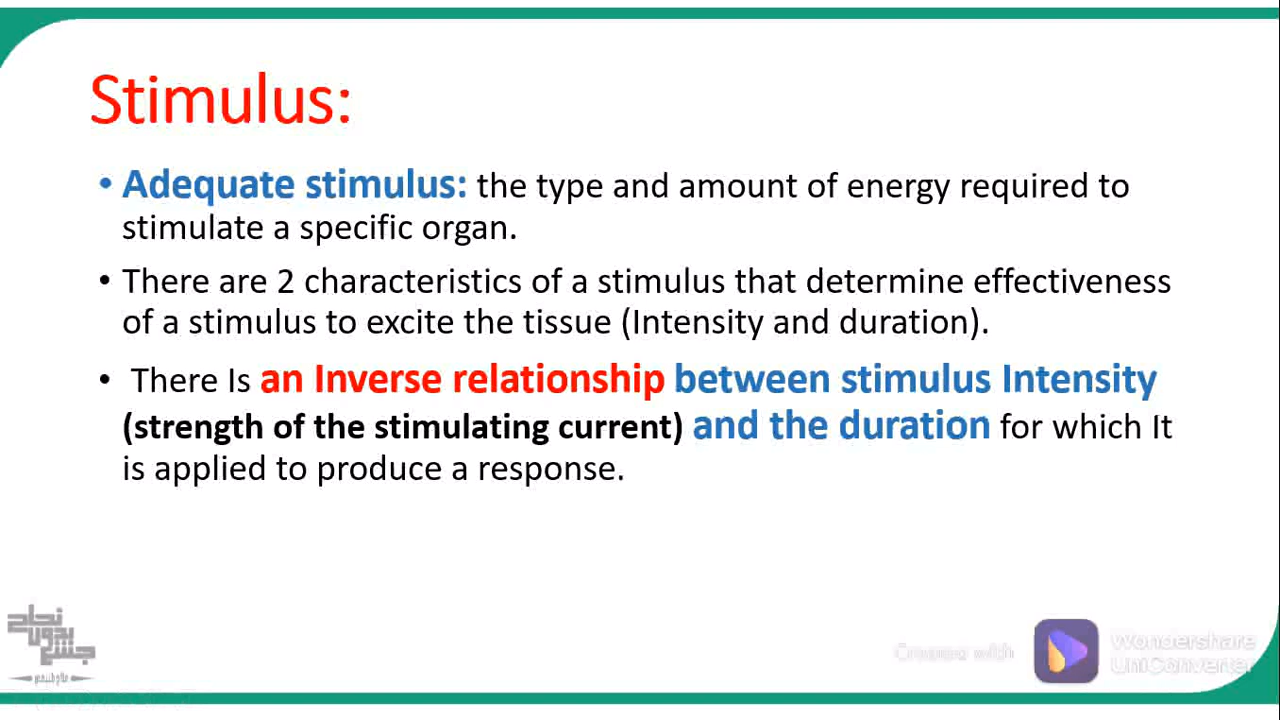 Stimulus:
• Adequate stimulus: the type and amount of energy required to
stimulate a specific organ.
• There are 2 characteristics of a stimulus that determine effectiveness
of a stimulus to excite the tissue (Intensity and duration).
• There Is an Inverse relationship between stimulus Intensity
(strength of the stimulating current) and the duration for which It
is applied to produce a response.
Created with
Wondershare
UniConverter